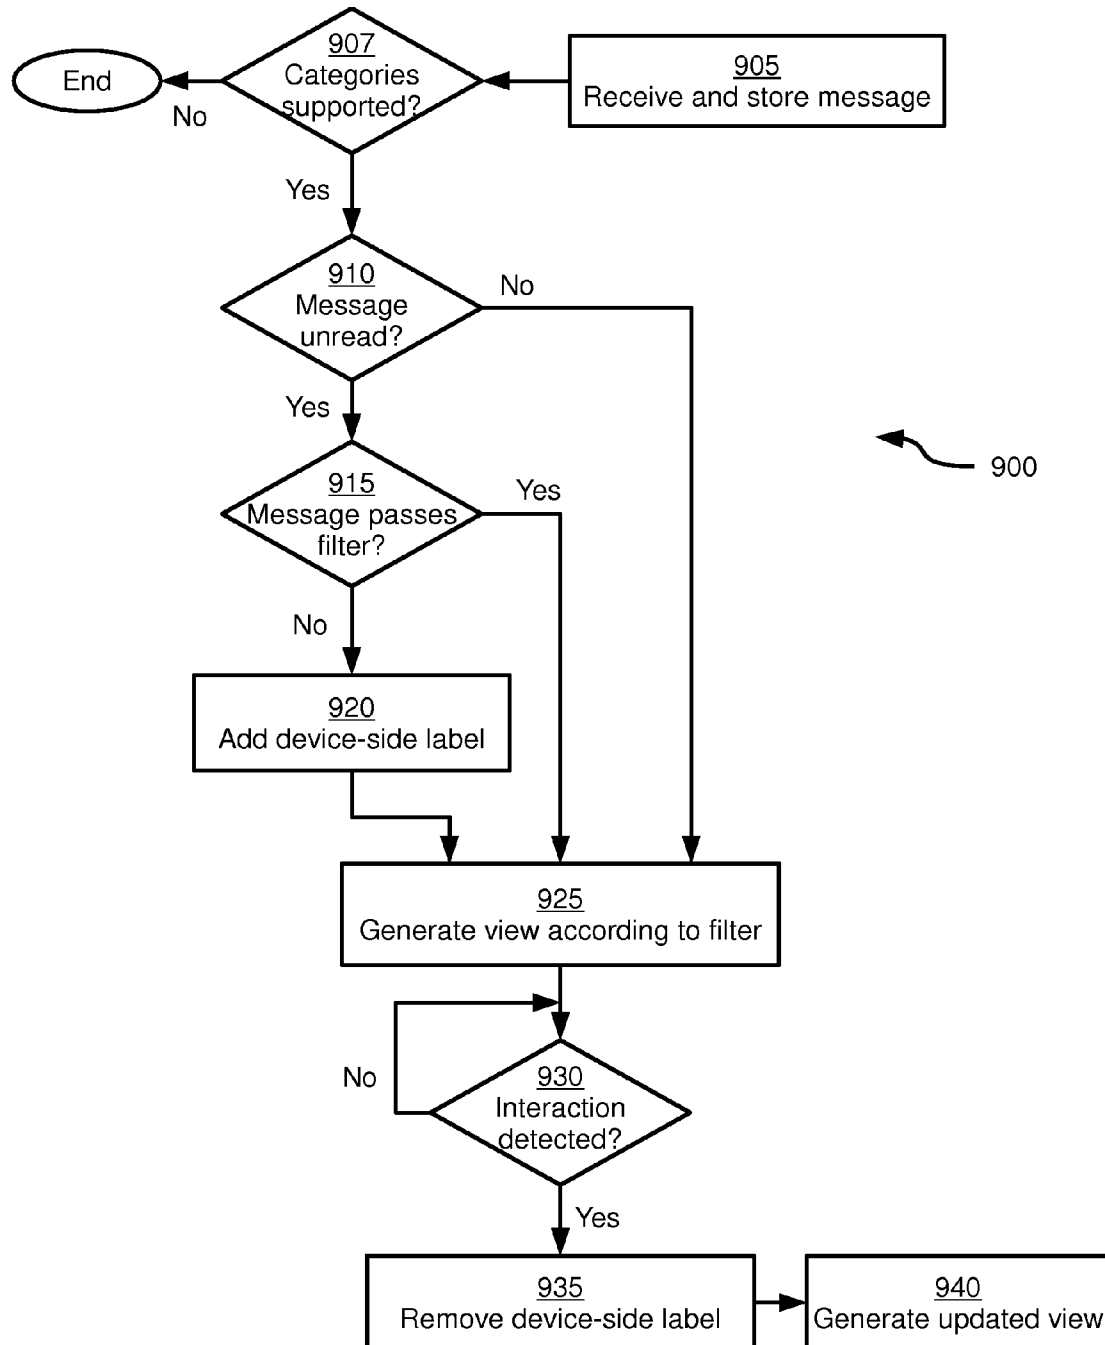 End
907
Categories
supported?
905
Receive and store message
No
Yes
910
Message
unread?
No
Yes
915
Message passes
filter?
Yes
900
No
920
Add device-side label
925
Generate view according to filter
No
930
Interaction
detected?
Yes
935
Remove device-side label
940
Generate updated view